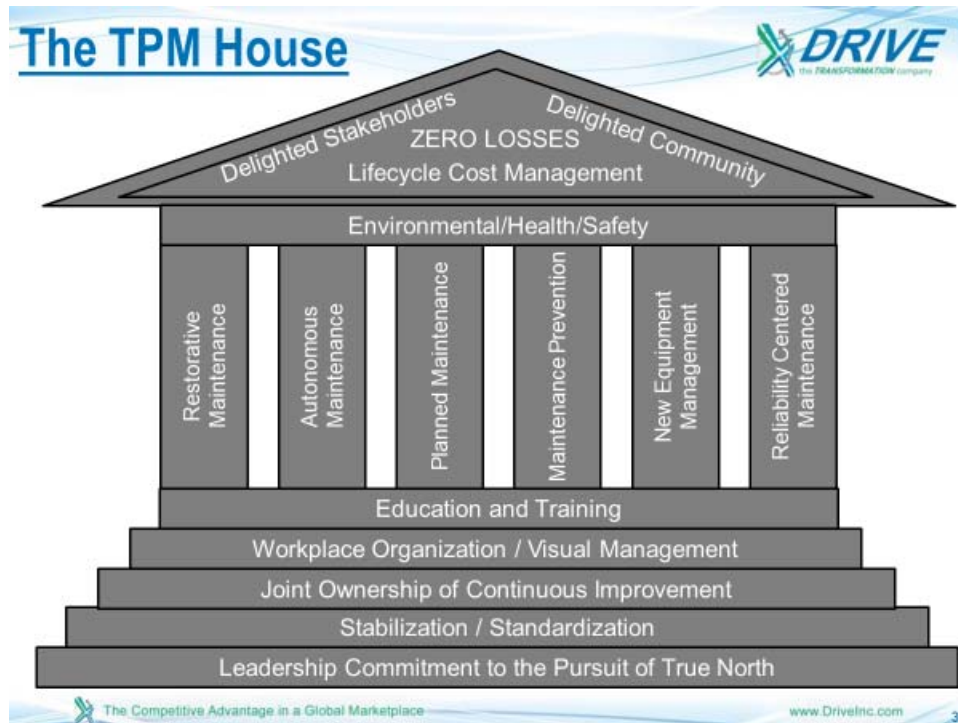 The TPM House
DRIVE
the TRANSFORMATION company
Delighted Stakeholders
Delighted Community
ZERO LOSSES
Lifecycle Cost Management
Environmental/Health/Safety
Restorative
Maintenance
Autonomous
Maintenance
Planned Maintenance
Maintenance Prevention
New Equipment
Management
Reliability Centered
Maintenance
Education and Training
Workplace Organization / Visual Management
Joint Ownership of Continuous Improvement
Stabilization / Standardization
Leadership Commitment to the Pursuit of True North
The Competitive Advantage in a Global Marketplace
www.DriveInc.com
3